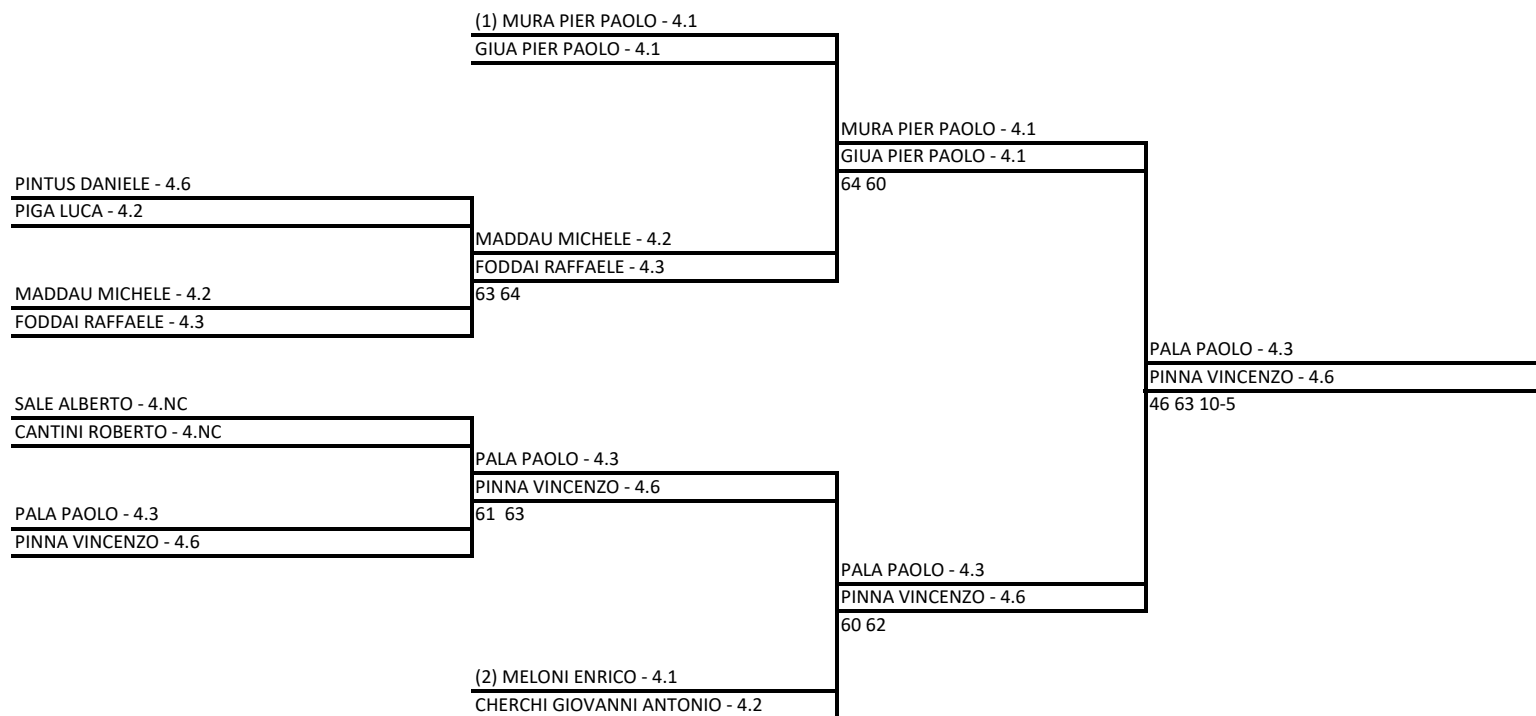 (1) MURA PIER PAOLO - 4.1
GIUA PIER PAOLO - 4.1
MURA PIER PAOLO - 4.1
GIUA PIER PAOLO - 4.1
64 60
PINTUS DANIELE - 4.6
PIGA LUCA - 4.2
MADDAU MICHELE - 4.2
FODDAI RAFFAELE - 4.3
63 64
MADDAU MICHELE - 4.2
FODDAI RAFFAELE - 4.3
PALA PAOLO - 4.3
PINNA VINCENZO - 4.6
46 63 10-5
SALE ALBERTO - 4.NC
CANTINI ROBERTO - 4.NC
PALA PAOLO - 4.3
PINNA VINCENZO - 4.6
61 63
PALA PAOLO - 4.3
PINNA VINCENZO - 4.6
PALA PAOLO - 4.3
PINNA VINCENZO - 4.6
60 62
(2) MELONI ENRICO - 4.1
CHERCHI GIOVANNI ANTONIO - 4.2